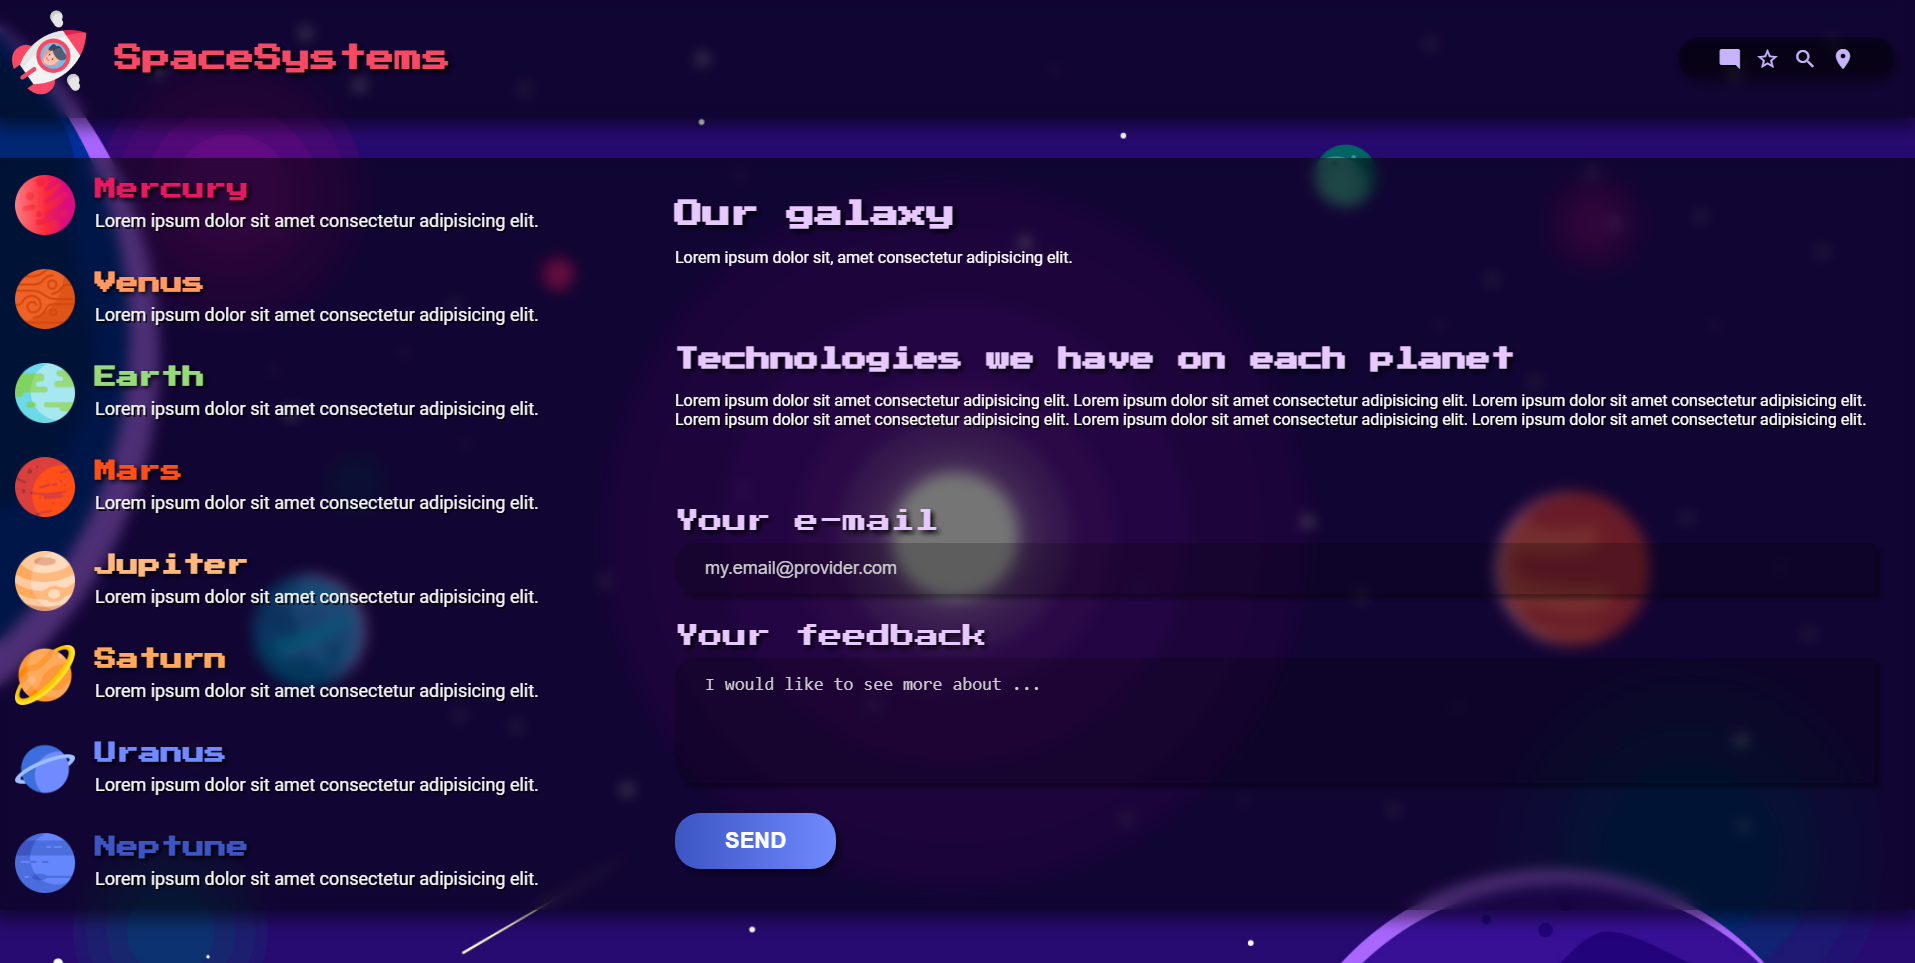 SpaceSystems
Mercury
Lorem ipsum dolor sit amet consectetur adipisicing elit.
Venus
Lorem ipsum dolor sit amet consectetur adipisicing elit.
Earth
Lorem ipsum dolor sit amet consectetur adipisicing elit.
Mars
Lorem ipsum dolor sit amet consectetur adipisicing elit.
Jupiter
Lorem ipsum dolor sit amet consectetur adipisicing elit.
Saturn
Lorem ipsum dolor sit amet consectetur adipisicing elit.
Uranus
Lorem ipsum dolor sit amet consectetur adipisicing elit.
Neptune
Lorem ipsum dolor sit amet consectetur adipisicing elit.
Our galaxy
Lorem ipsum dolor sit, amet consectetur adipisicing elit.
Technologies we have on each planet
Lorem ipsum dolor sit amet consectetur adipisicing elit. Lorem ipsum dolor sit amet consectetur adipisicing elit. Lorem ipsum dolor sit amet consectetur adipisicing elit.
Lorem ipsum dolor sit amet consectetur adipisicing elit. Lorem ipsum dolor sit amet consectetur adipisicing elit. Lorem ipsum dolor sit amet consectetur adipisicing elit.
Your e-mail
my.email@provider.com
Your feedback
I would like to see more about ...
SEND